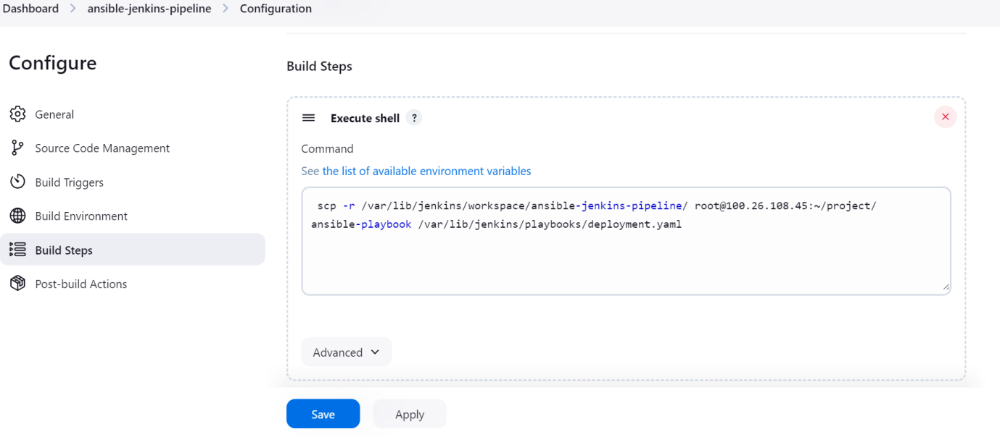 Dashboard > ansible-jenkins-pipeline > Configuration
Configure
General
Source Code Management
Build Triggers
Build Environment
Build Steps
Post-build Actions
Build Steps
Execute shell ?
Command
See the list of available environment variables
scp -r /var/lib/jenkins/workspace/ansible-jenkins-pipeline/ root@100.26.108.45:~/project/
ansible-playbook /var/lib/jenkins/playbooks/deployment.yaml
Advanced
Save
Apply